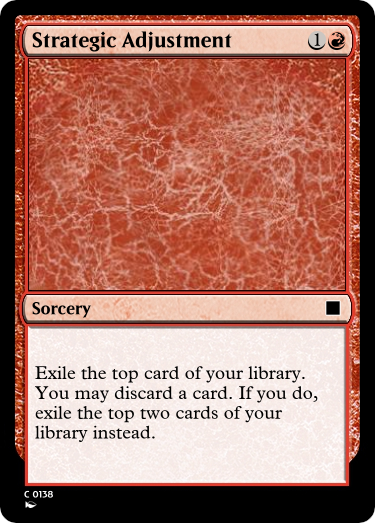 Strategic Adjustment 1
Sorcery
Exile the top card of your library.
You may discard a card. If you do,
exile the top two cards of your
library instead.
C 0138